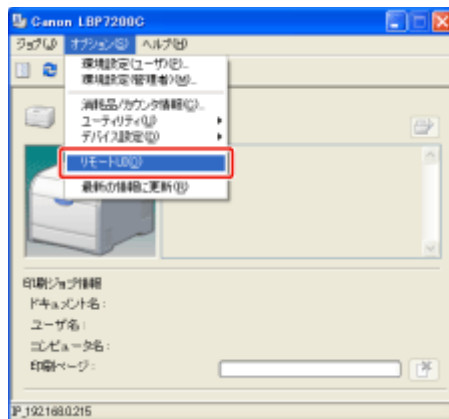 Canon LBP7200C
ジョブ(J) オプション(S) ヘルプ(H)
環境設定(ユーザ)(P)...
環境設定(管理者)(M)...
消耗品/カウンタ情報(C)...
ユーティリティ(U)
デバイス設定(D)
リモートUI(O)
最新の情報に更新(R)
印刷ジョブ情報
ドキュメント名:
ユーザ名:
コンピュータ名:
印刷ページ:
IP_192.168.0.215